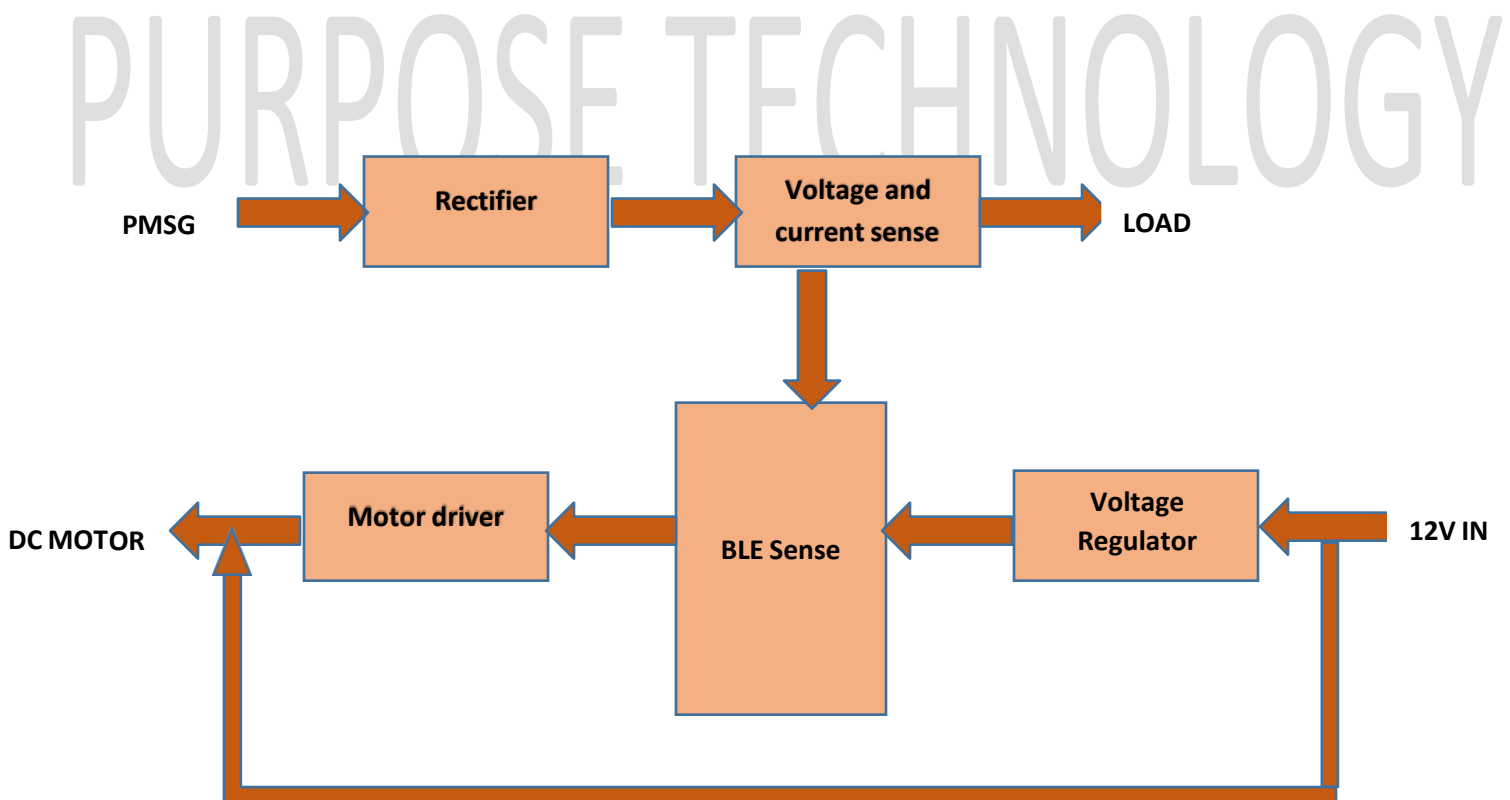 PURPOSE TECHNOLOGY
PMSG
Rectifier
Voltage and
current sense
LOAD
DC MOTOR
Motor driver
BLE Sense
Voltage
Regulator
12V IN